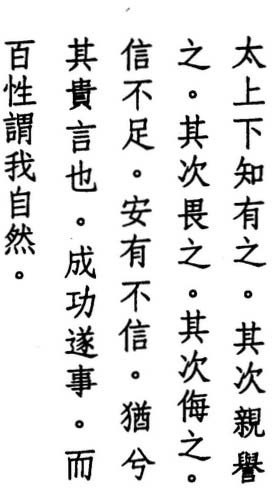 太上下知有之。其次親譽
之。其次畏之。其次侮之。
信不足。安有不信。猶兮
其貴言也。成功遂事。而
百性謂我自然。